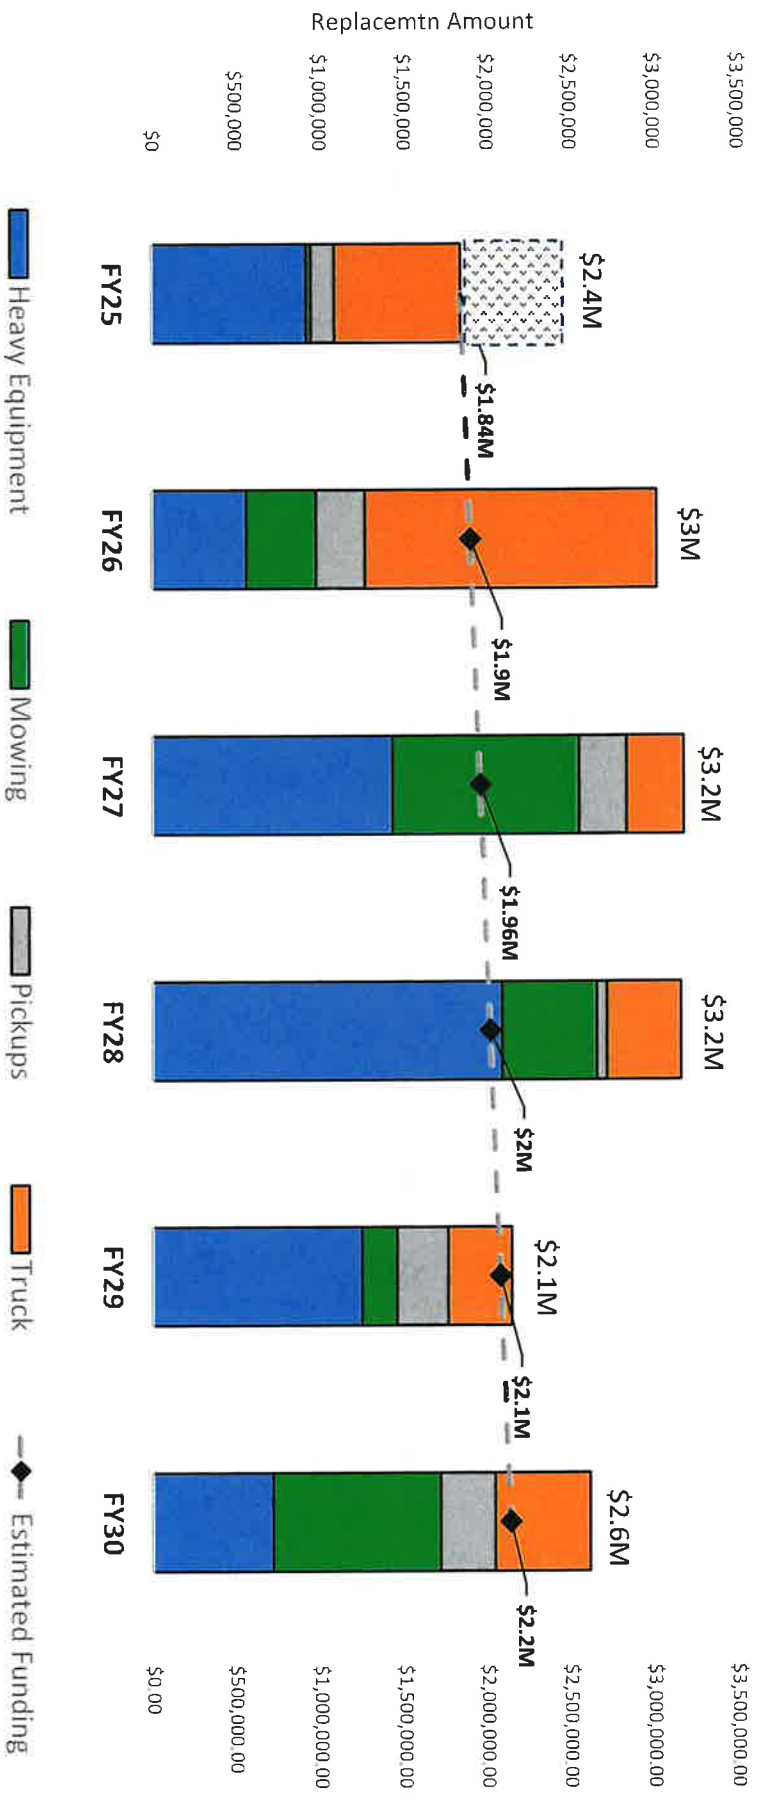 Replacemtn Amount
$3,500,000
$3,000,000
$2,500,000
$2,000,000
$1,500,000
$1,000,000
$500,000
$0
$2.4M
$1.84M
$3M
$1.9M
$3.2M
$1.96M
$3.2M
$2M
$2.1M
$2.1M
$2.6M
$2.2M
$3,500,000.00
$3,000,000.00
$2,500,000.00
$2,000,000.00
$1,500,000.00
$1,000,000.00
$500,000.00
$0.00
FY25 FY26 FY27 FY28 FY29 FY30
Heavy Equipment Mowing Pickups Truck Estimated Funding